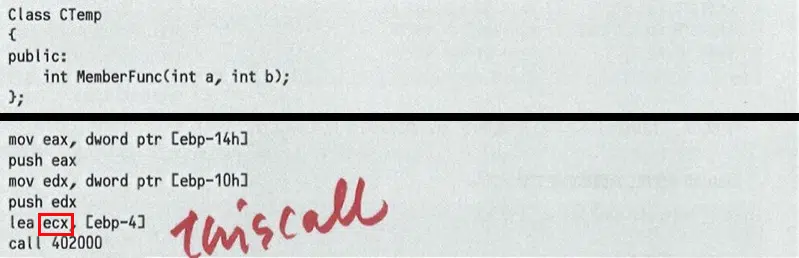 Class CTemp
{
public:
int MemberFunc(int a, int b);
};
mov eax, dword ptr [ebp-14h]
push eax
mov edx, dword ptr [ebp-10h]
push edx
lea ecx, [ebp-4]
call 402000
thiscall